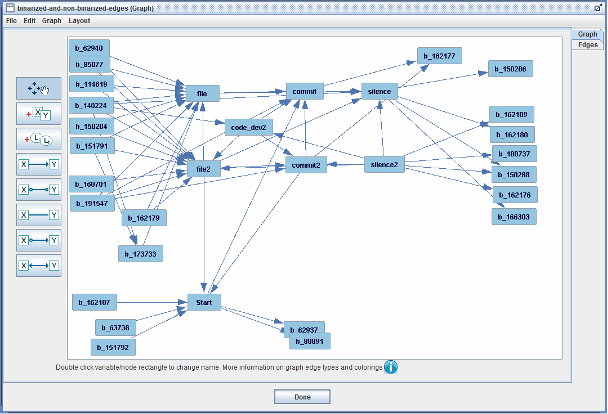 binarized-and-non-binarized-edges (Graph)
File Edit Graph Layout
Graph
Edges
b_62940
b_85077
b_114619
b_140224
b_150204
b_151791
b_160701
b_191547
b_162179
b_173733
file
commit
silence
code_dev2
file2
commit2
silence2
b_162177
b_150206
b_162109
b_162180
b_180737
b_150288
b_162176
b_166303
b_162107
b_63738
b_151792
Start
b_62937
b_80891
X Y
L L
X Y
X Y
X Y
X Y
X Y
Double click variable/node rectangle to change name. More information on graph edge types and colorings
Done